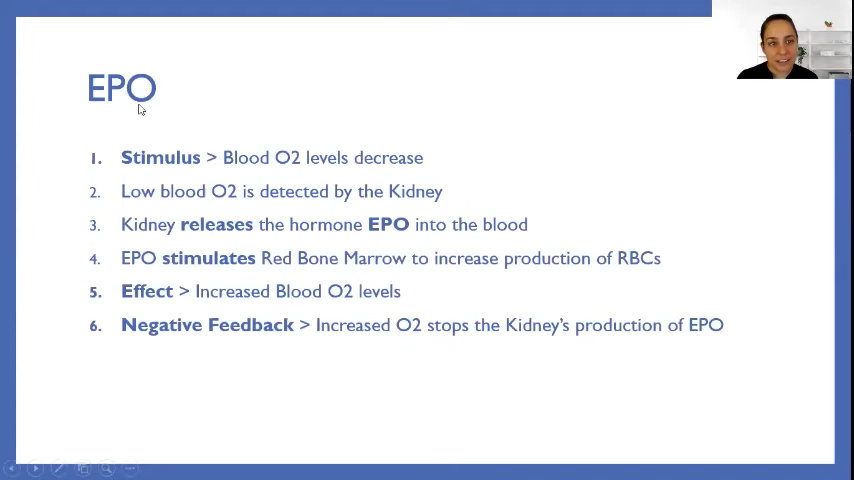 EPO
1. Stimulus > Blood O2 levels decrease
2. Low blood O2 is detected by the Kidney
3. Kidney releases the hormone EPO into the blood
4. EPO stimulates Red Bone Marrow to increase production of RBCs
5. Effect > Increased Blood O2 levels
6. Negative Feedback > Increased O2 stops the Kidney's production of EPO